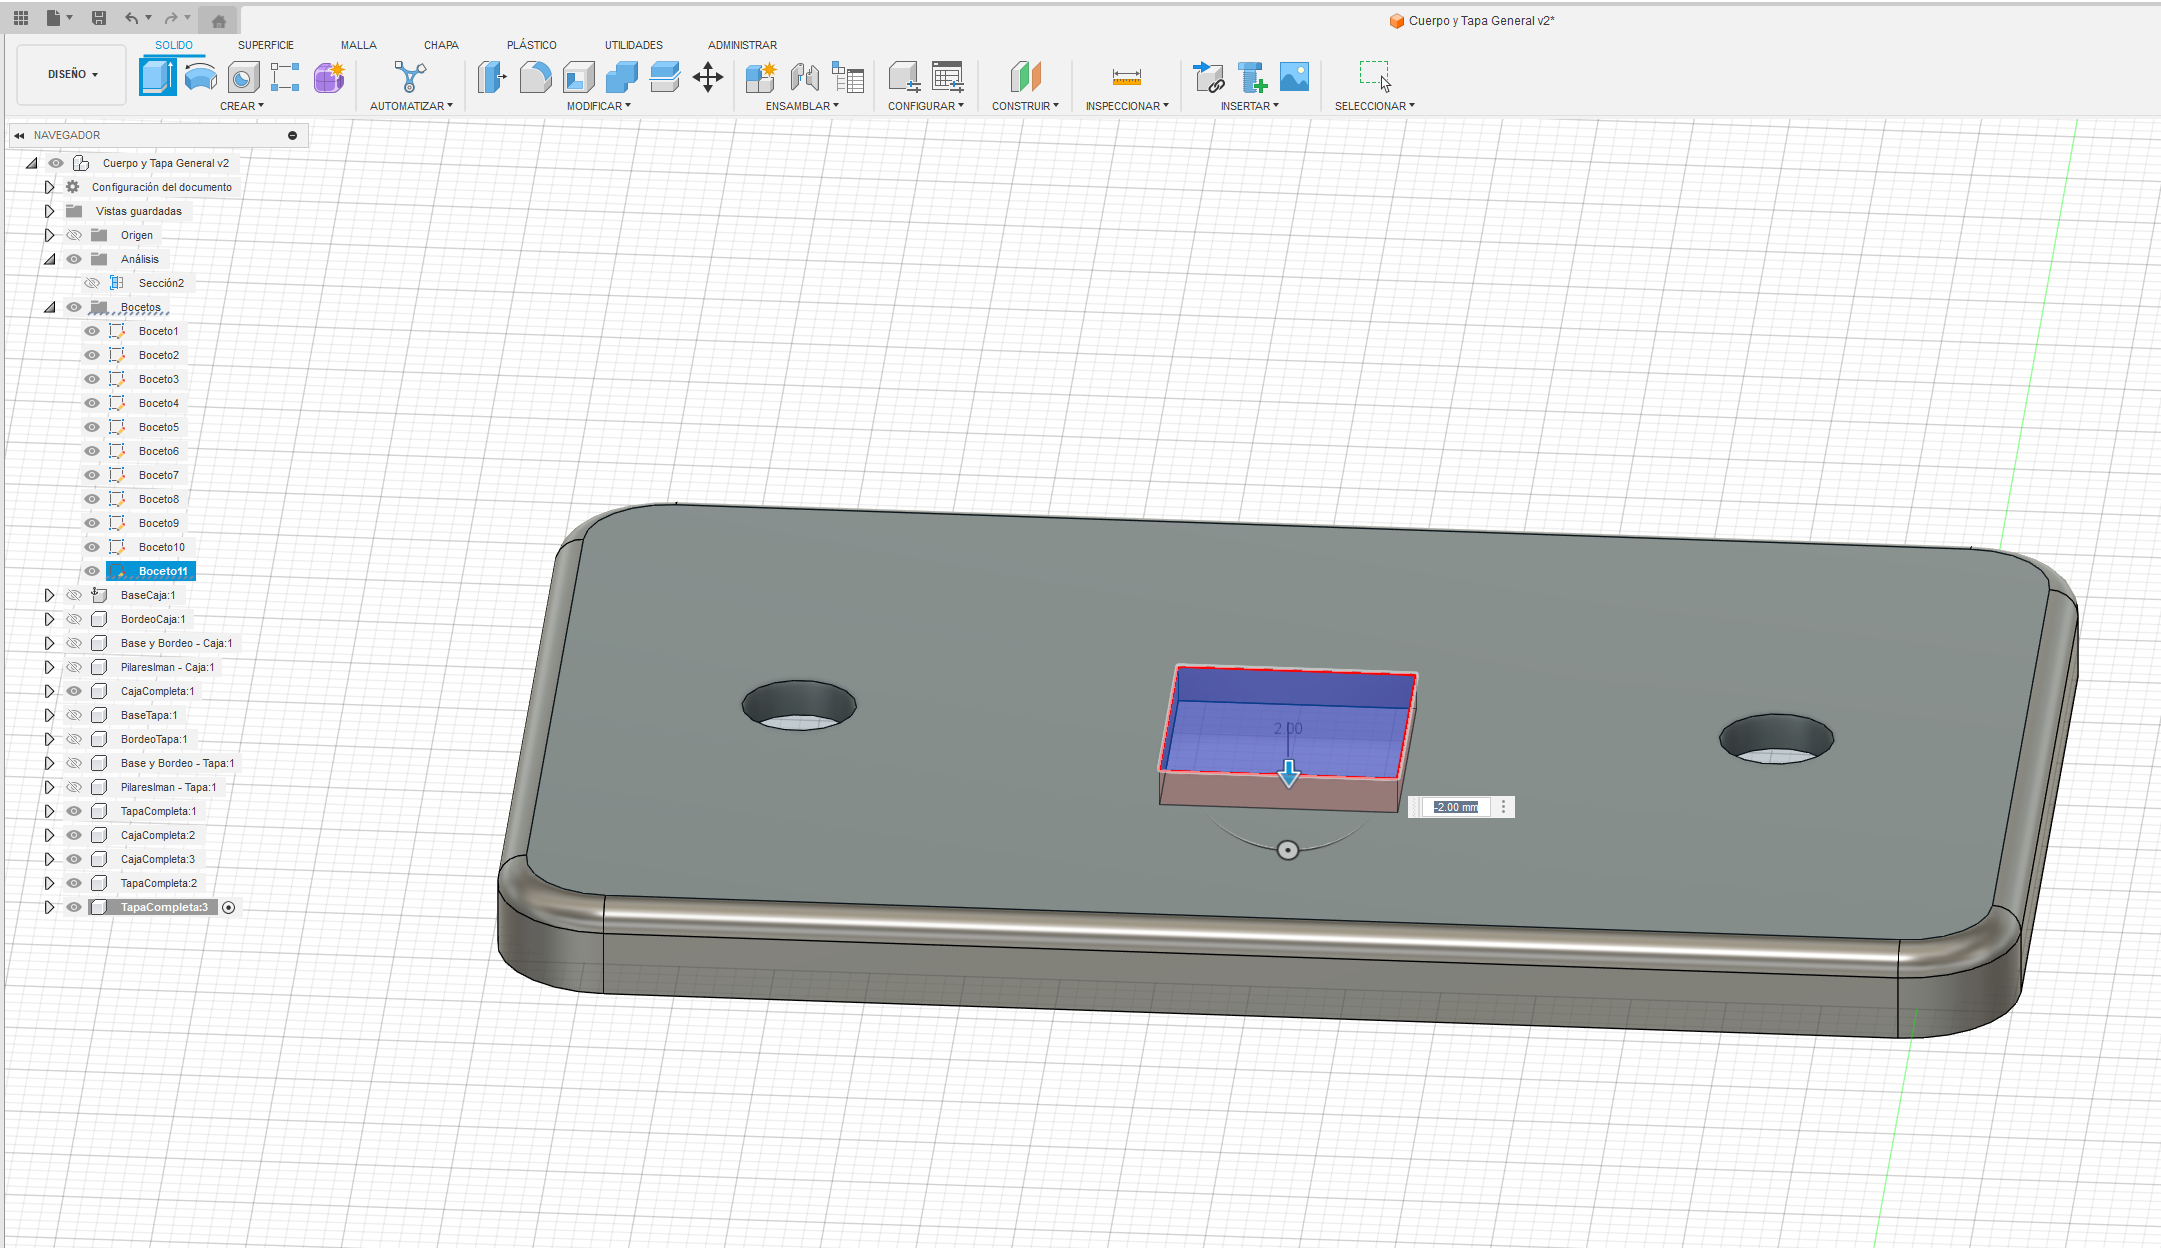 Cuerpo y Tapa General v2*
SOLIDO SUPERFICIE MALLA CHAPA PLÁSTICO UTILIDADES ADMINISTRAR
DISEÑO
CREAR AUTOMATIZAR MODIFICAR ENSAMBLAR CONFIGURAR CONSTRUIR INSPECCIONAR INSERTAR SELECCIONAR
NAVEGADOR
Cuerpo y Tapa General v2
Configuración del documento
Vistas guardadas
Origen
Análisis
Sección2
Bocetos
Boceto1
Boceto2
Boceto3
Boceto4
Boceto5
Boceto6
Boceto7
Boceto8
Boceto9
Boceto10
Boceto11
BaseCaja:1
BordeoCaja:1
Base y Bordeo - Caja:1
PilaresIman - Caja:1
CajaCompleta:1
BaseTapa:1
BordeoTapa:1
Base y Bordeo - Tapa:1
PilaresIman - Tapa:1
TapaCompleta:1
CajaCompleta:2
CajaCompleta:3
TapaCompleta:2
TapaCompleta:3
2.00
-2.00 mm